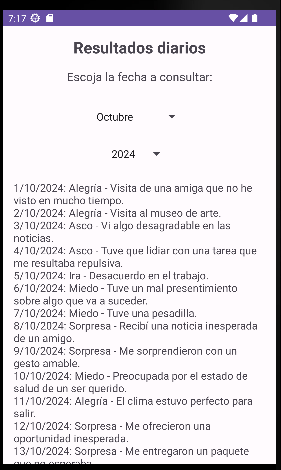 7:17
Resultados diarios
Escoja la fecha a consultar:
Octubre
2024
1/10/2024: Alegría - Visita de una amiga que no he
visto en mucho tiempo.
2/10/2024: Alegría - Visita al museo de arte.
3/10/2024: Asco - Vi algo desagradable en las
noticias.
4/10/2024: Asco - Tuve que lidiar con una tarea que
me resultaba repulsiva.
5/10/2024: Ira - Desacuerdo en el trabajo.
6/10/2024: Miedo - Tuve un mal presentimiento
sobre algo que va a suceder.
7/10/2024: Miedo - Tuve una pesadilla.
8/10/2024: Sorpresa - Recibí una noticia inesperada
de un amigo.
9/10/2024: Sorpresa - Me sorprendieron con un
gesto amable.
10/10/2024: Miedo - Preocupada por el estado de
salud de un ser querido.
11/10/2024: Alegría - El clima estuvo perfecto para
salir.
12/10/2024: Sorpresa - Me ofrecieron una
oportunidad inesperada.
13/10/2024: Sorpresa - Me entregaron un paquete
que no esperaba.